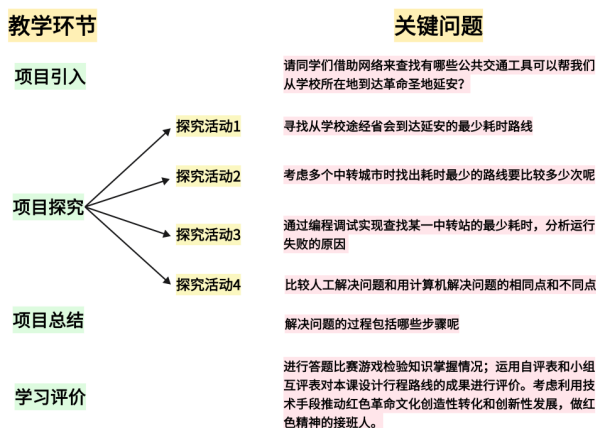 教学环节
关键问题
项目引入
请同学们借助网络来查找有哪些公共交通工具可以帮我们
从学校所在地到达革命圣地延安？
项目探究
探究活动1
寻找从学校途经省会到达延安的最少耗时路线
探究活动2
考虑多个中转城市时找出耗时最少的路线要比较多少次呢
探究活动3
通过编程调试实现查找某一中转站的最少耗时，分析运行
失败的原因
探究活动4
比较人工解决问题和用计算机解决问题的相同点和不同点
项目总结
解决问题的过程包括哪些步骤呢
学习评价
进行答题比赛游戏检验知识掌握情况；运用自评表和小组
互评表对本课设计行程路线的成果进行评价。考虑利用技
术手段推动红色革命文化创造性转化和创新性发展，做红
色精神的接班人。